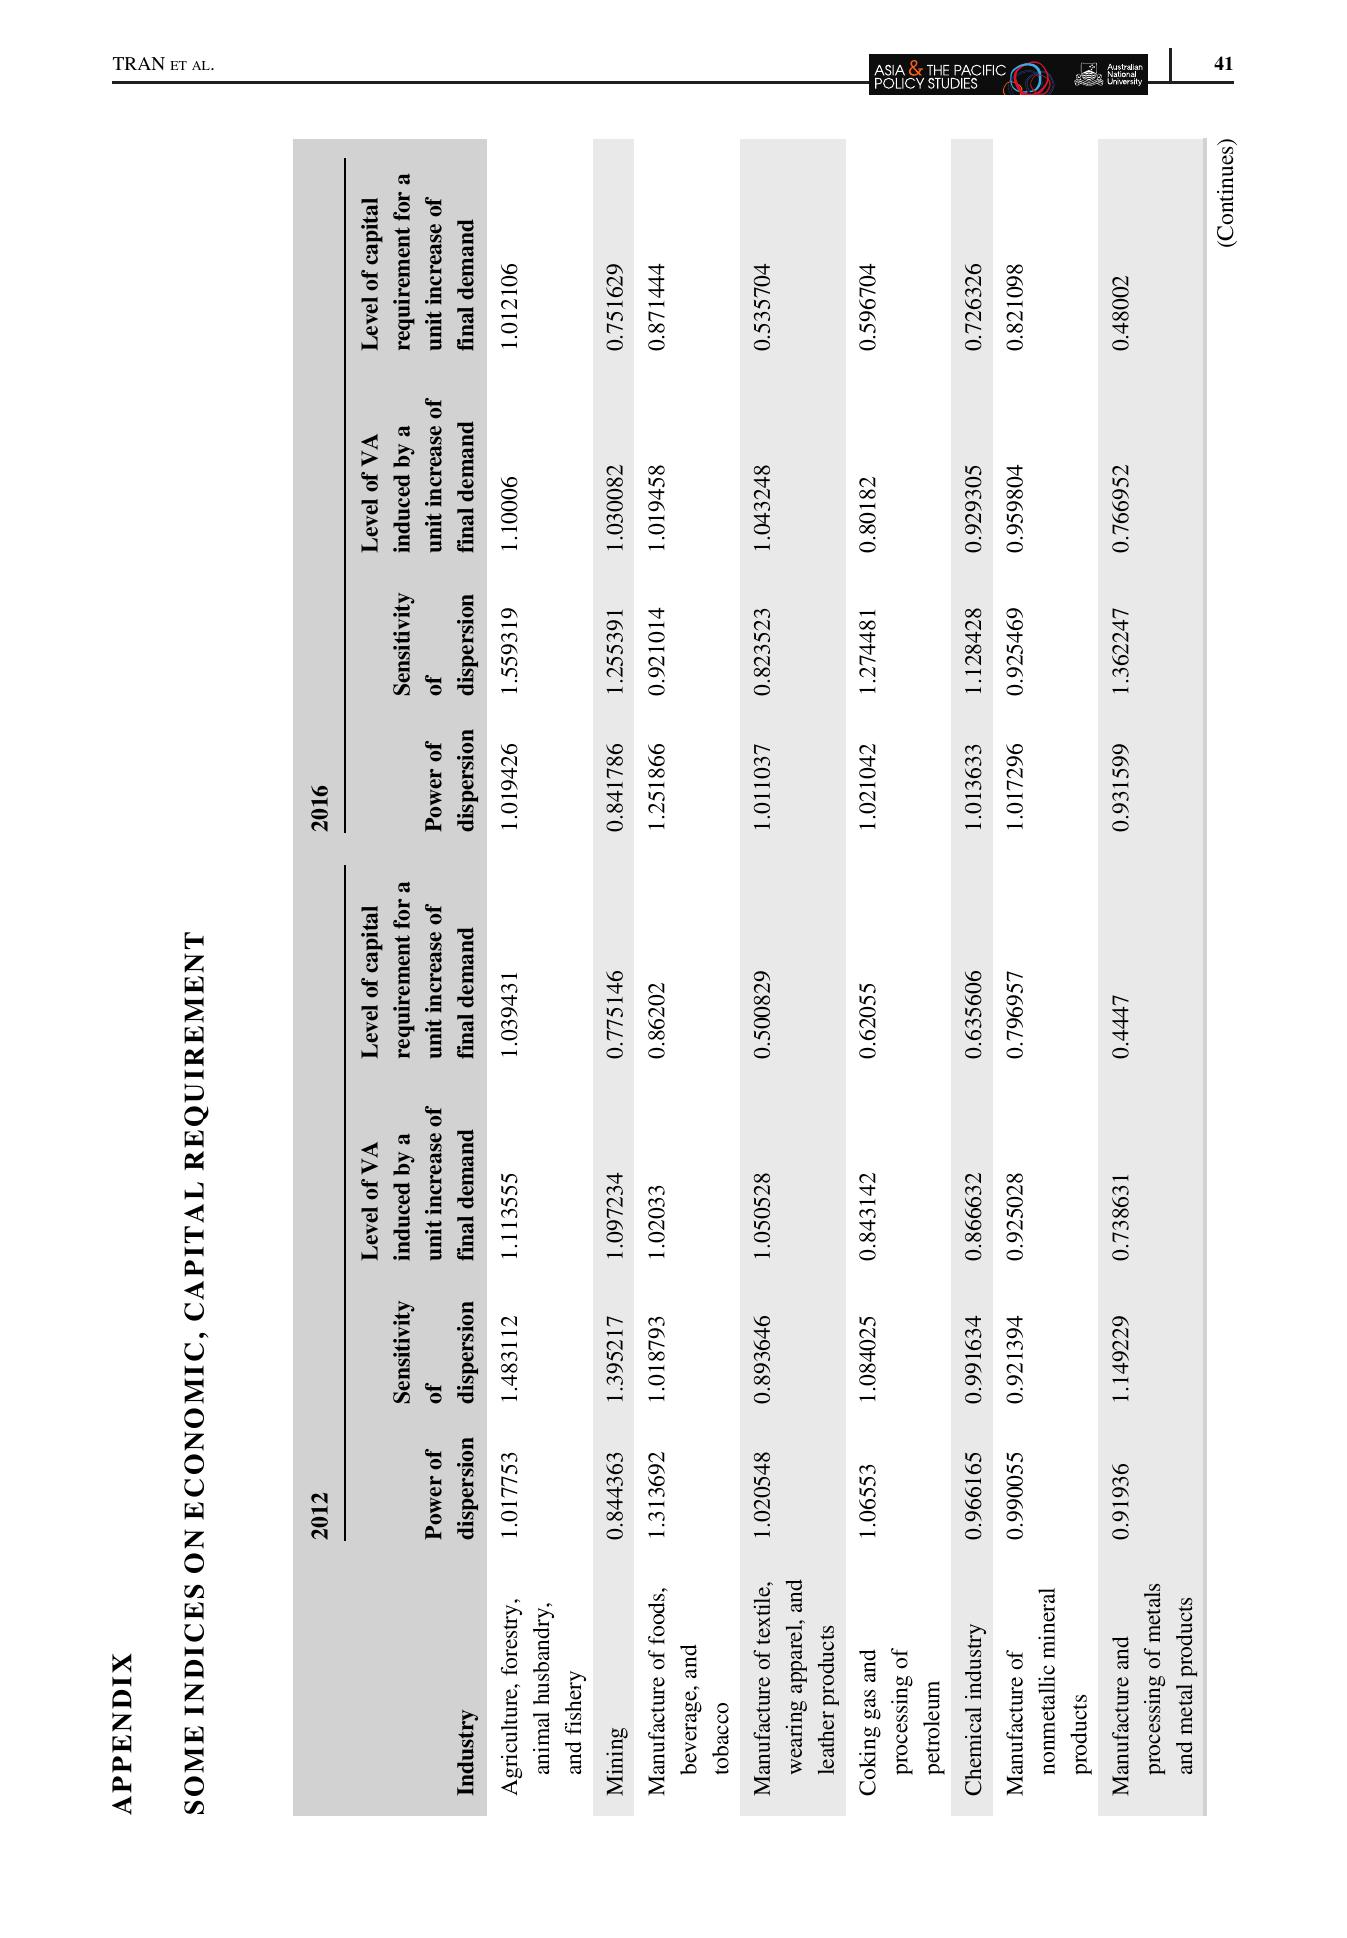 TRAN ET AL.
ASIA & THE PACIFIC
POLICY STUDIES
Australian
National
University
41
APPENDIX
SOME INDICES ON ECONOMIC, CAPITAL REQUIREMENT
2012 2016
Level of VA Level of capital Level of VA Level of capital
Sensitivity induced by a requirement for a Sensitivity induced by a requirement for a
Power of of unit increase of unit increase of Power of of unit increase of unit increase of
Industry dispersion dispersion final demand final demand dispersion dispersion final demand final demand
Agriculture, forestry, 1.017753 1.483112 1.113555 1.039431 1.019426 1.559319 1.10006 1.012106
animal husbandry,
and fishery
Mining 0.844363 1.395217 1.097234 0.775146 0.841786 1.255391 1.030082 0.751629
Manufacture of foods, 1.313692 1.018793 1.02033 0.86202 1.251866 0.921014 1.019458 0.871444
beverage, and
tobacco
Manufacture of textile, 1.020548 0.893646 1.050528 0.500829 1.011037 0.823523 1.043248 0.535704
wearing apparel, and
leather products
Coking gas and 1.06553 1.084025 0.843142 0.62055 1.021042 1.274481 0.80182 0.596704
processing of
petroleum
Chemical industry 0.966165 0.991634 0.866632 0.635606 1.013633 1.128428 0.929305 0.726326
Manufacture of 0.990055 0.921394 0.925028 0.796957 1.017296 0.925469 0.959804 0.821098
nonmetallic mineral
products
Manufacture and 0.91936 1.149229 0.738631 0.4447 0.931599 1.362247 0.766952 0.48002
processing of metals
and metal products
(Continues)